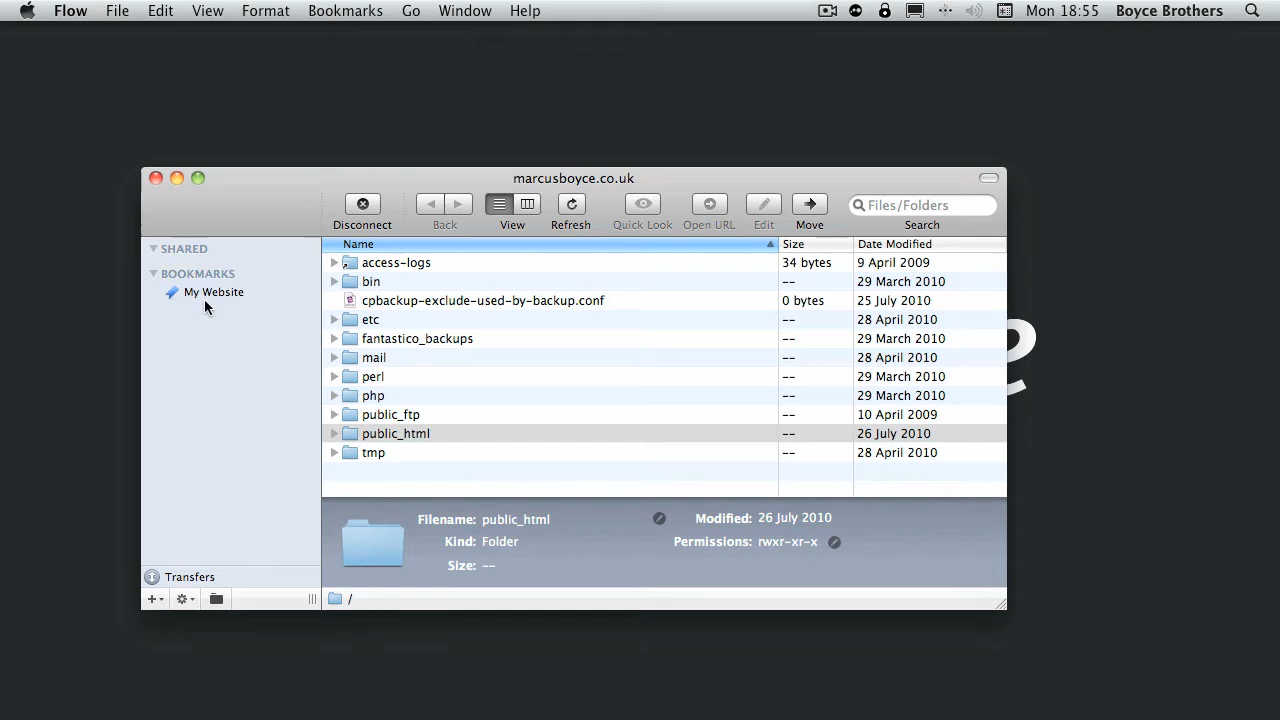 Flow File Edit View Format Bookmarks Go Window Help Mon 18:55 Boyce Brothers
marcusboyce.co.uk
Files/Folders
Disconnect Back View Refresh Quick Look Open URL Edit Move Search
SHARED
BOOKMARKS
My Website
Transfers
Name Size Date Modified
access-logs 34 bytes 9 April 2009
bin -- 29 March 2010
cpbackup-exclude-used-by-backup.conf 0 bytes 25 July 2010
etc -- 28 April 2010
fantastico_backups -- 29 March 2010
mail -- 28 April 2010
perl -- 29 March 2010
php -- 29 March 2010
public_ftp -- 10 April 2009
public_html -- 26 July 2010
tmp -- 28 April 2010
Filename: public_html Modified: 26 July 2010
Kind: Folder Permissions: rwxr-xr-x
Size: --
/